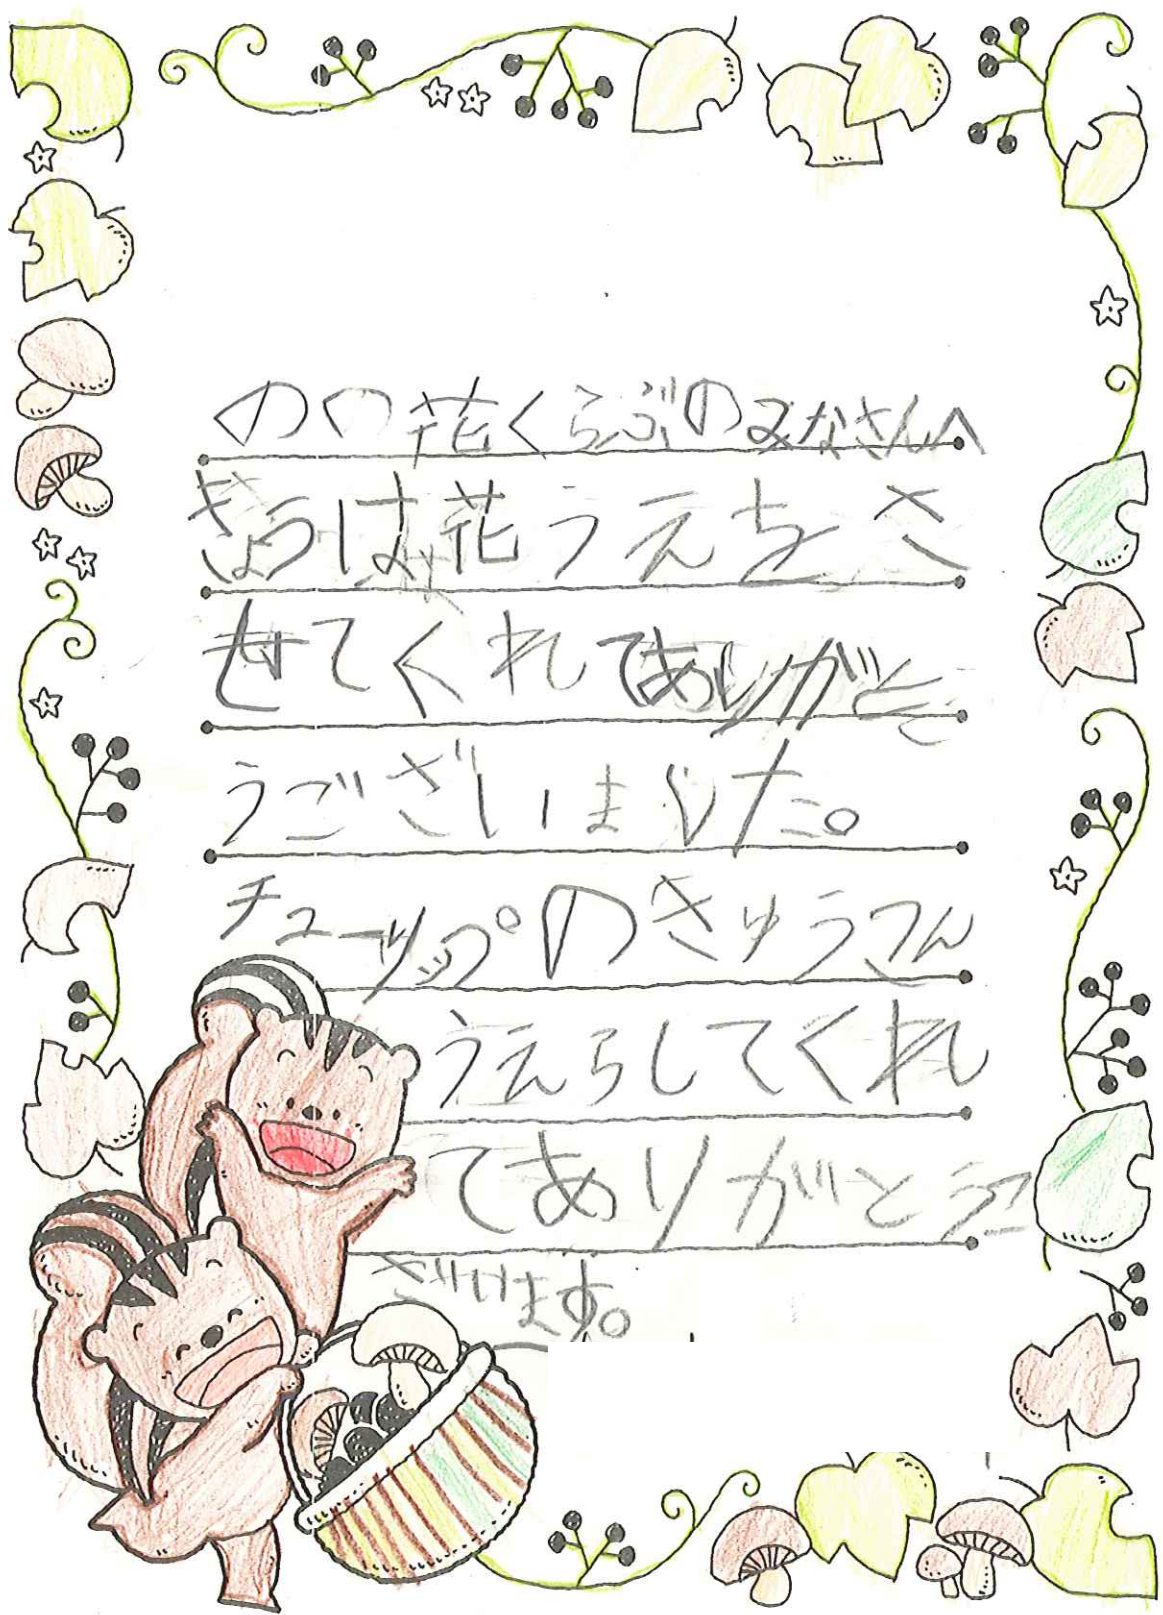 のの花くらぶのみなさんへ
きょうは花うえをさ
せてくれてありがと
うございました。
チューリップのきゅうこん
うえらしてくれ
てありがとうご
ざいます。